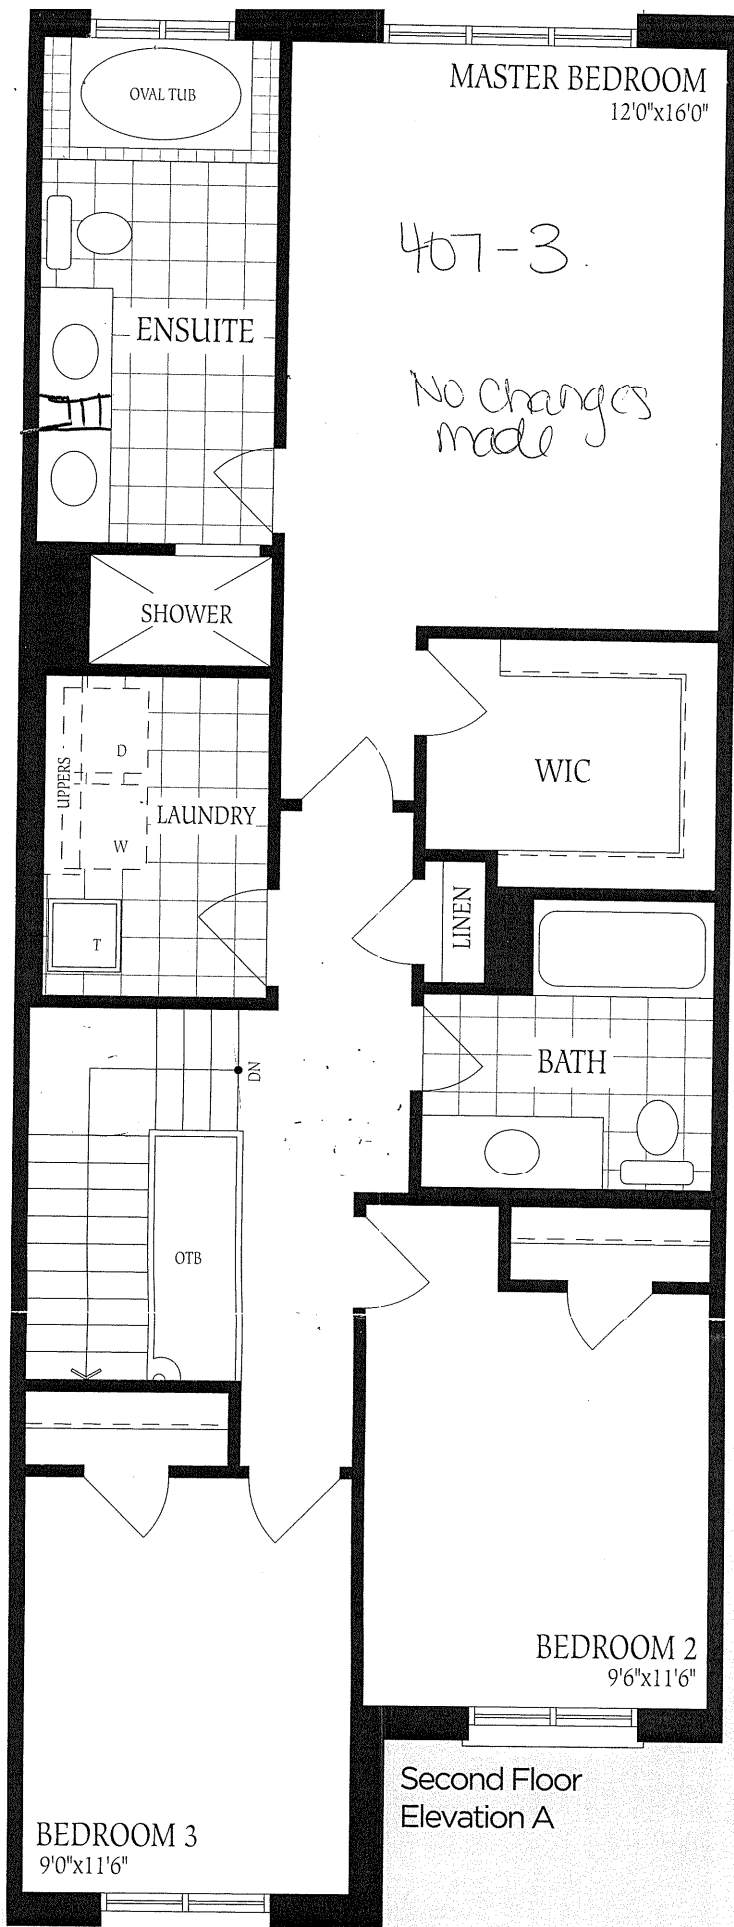 OVAL TUB
MASTER BEDROOM
12'0"x16'0"
407-3.
ENSUITE
No changes
made
SHOWER
UPPERS
D
WIC
LAUNDRY
W
LINEN
T
BATH
DN
OTB
BEDROOM 2
9'6"x11'6"
Second Floor
Elevation A
BEDROOM 3
9'0"x11'6"